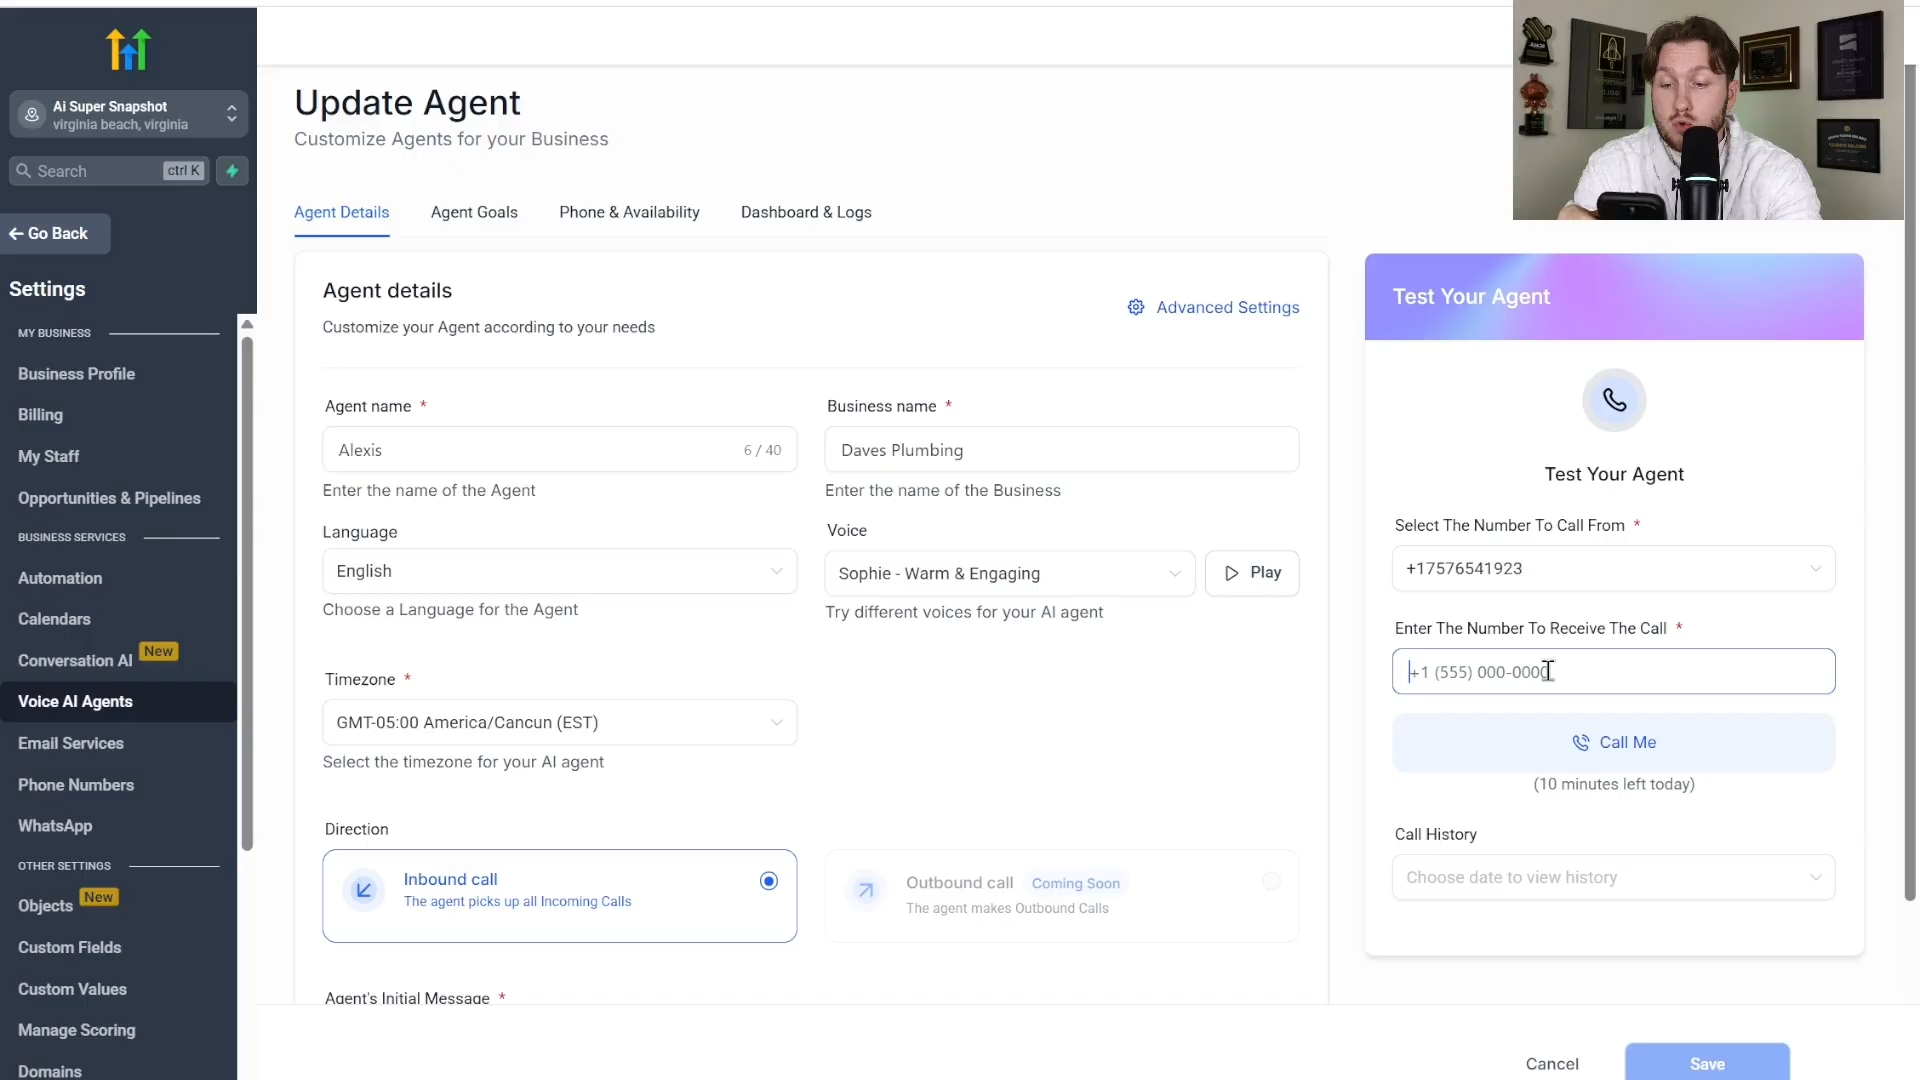 Ai Super Snapshot
virginia beach, virginia
Search
ctrl K
Go Back
Settings
MY BUSINESS
Business Profile
Billing
My Staff
Opportunities & Pipelines
BUSINESS SERVICES
Automation
Calendars
Conversation AI New
Voice AI Agents
Email Services
Phone Numbers
WhatsApp
OTHER SETTINGS
Objects New
Custom Fields
Custom Values
Manage Scoring
Domains
Update Agent
Customize Agents for your Business
Agent Details
Agent Goals
Phone & Availability
Dashboard & Logs
Agent details
Customize your Agent according to your needs
Advanced Settings
Agent name *
Alexis
6 / 40
Enter the name of the Agent
Business name *
Daves Plumbing
Enter the name of the Business
Language
English
Choose a Language for the Agent
Voice
Sophie - Warm & Engaging
Play
Try different voices for your AI agent
Timezone *
GMT-05:00 America/Cancun (EST)
Select the timezone for your AI agent
Direction
Inbound call
The agent picks up all Incoming Calls
Outbound call Coming Soon
The agent makes Outbound Calls
Agent's Initial Message *
Test Your Agent
Test Your Agent
Select The Number To Call From *
+17576541923
Enter The Number To Receive The Call *
+1 (555) 000-0000
Call Me
(10 minutes left today)
Call History
Choose date to view history
Cancel
Save